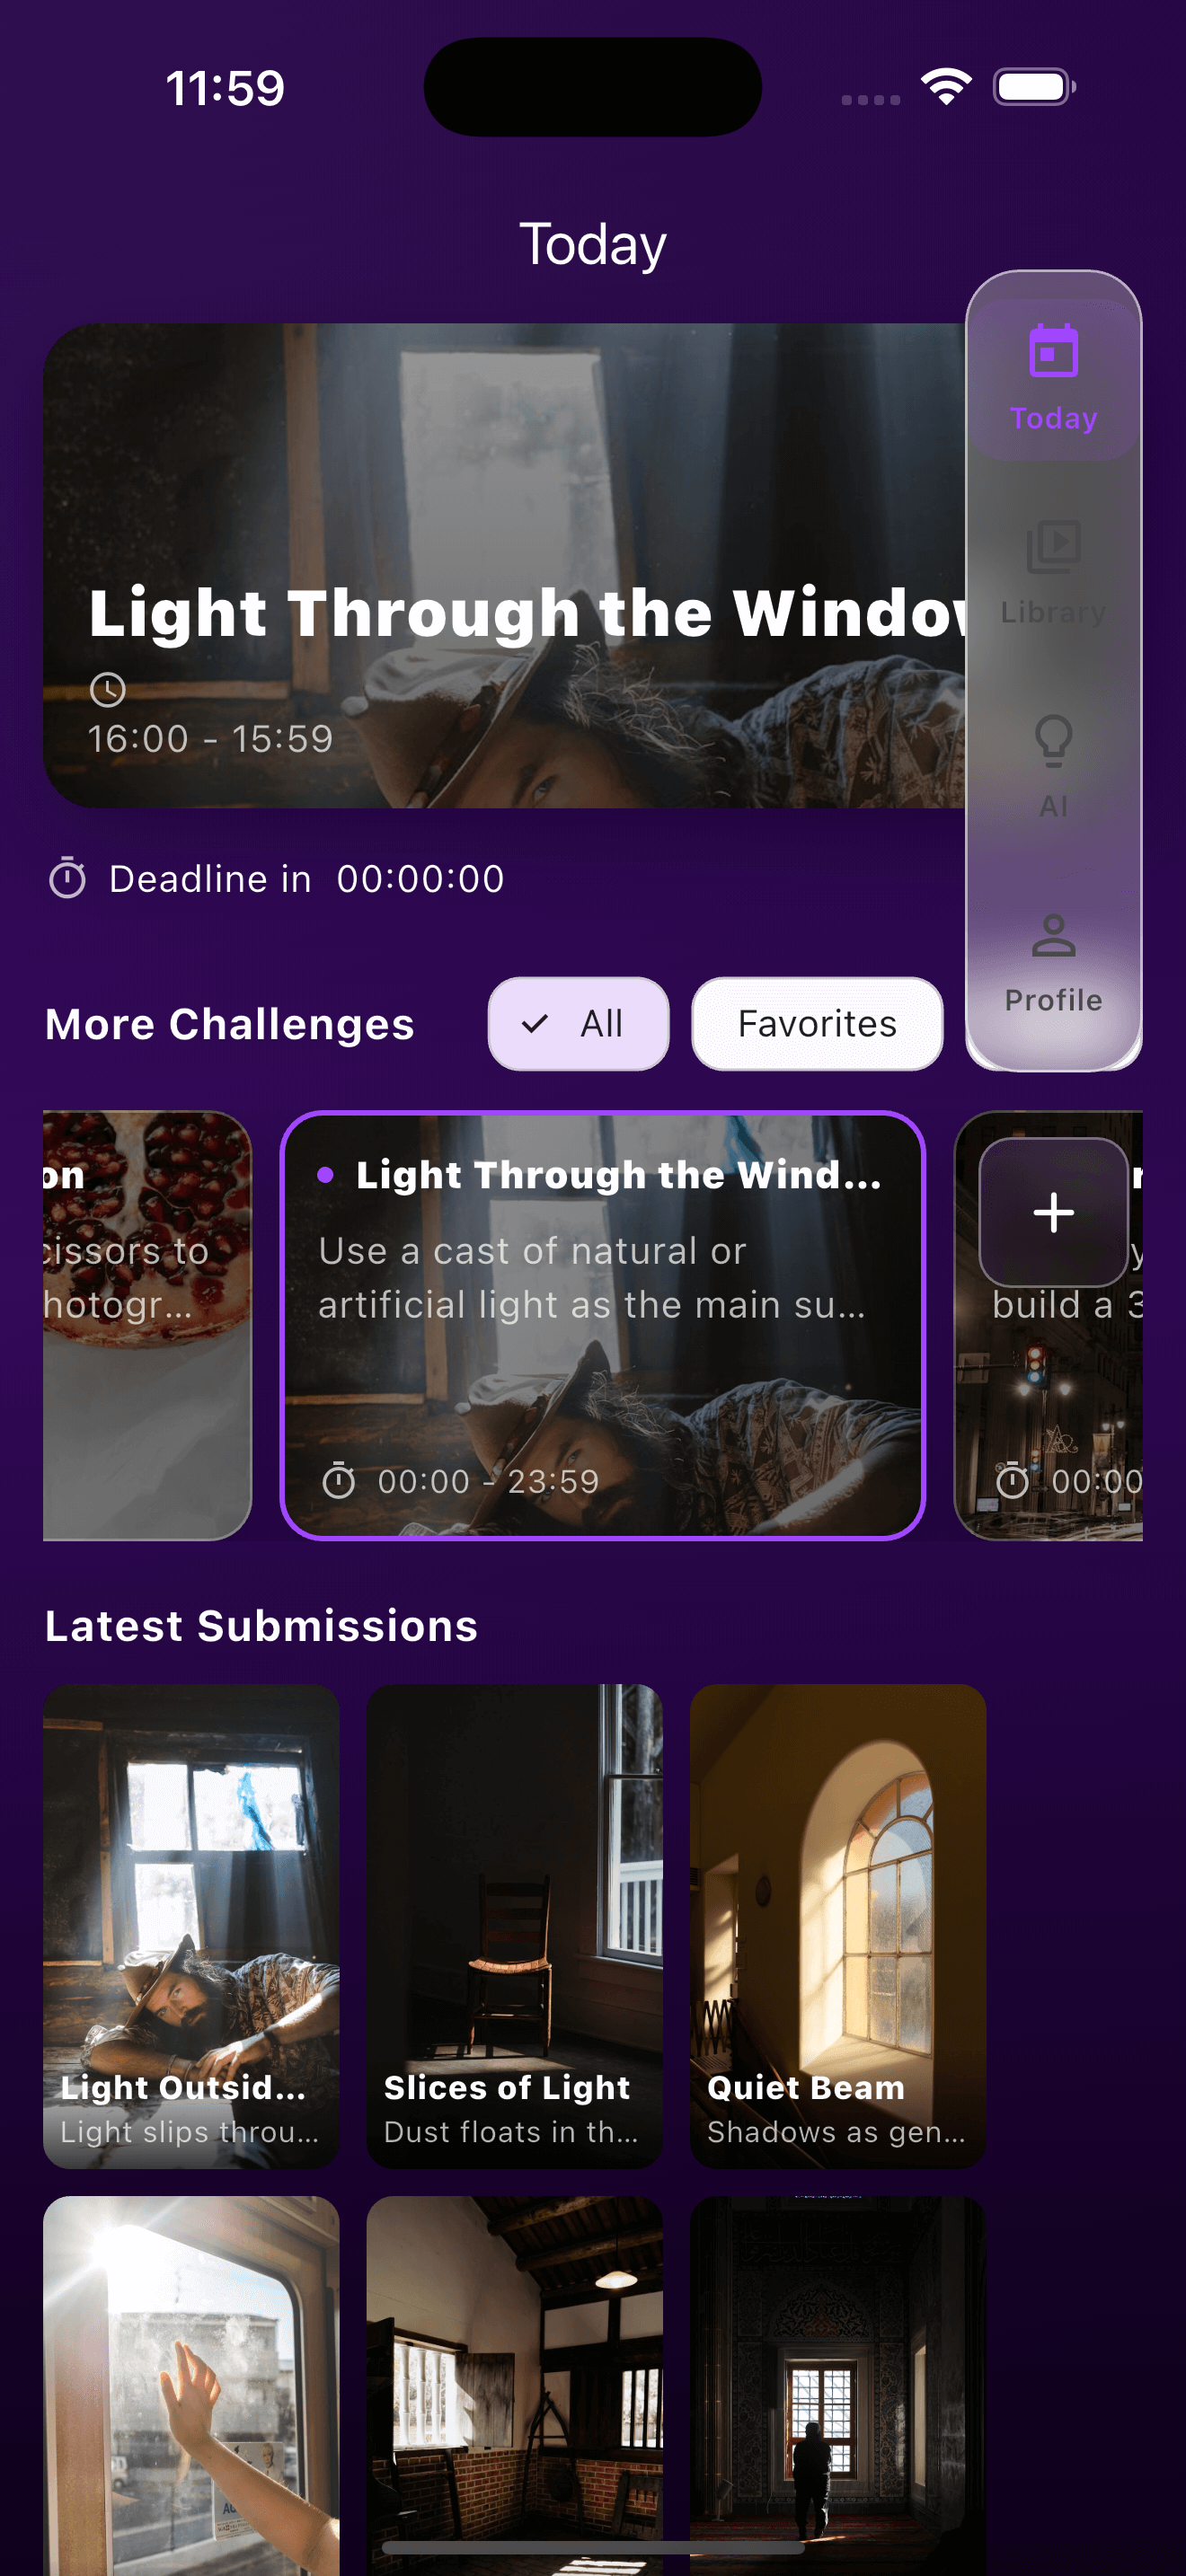 11:59
Today
Light Through the Window
16:00 - 15:59
Deadline in 00:00:00
Today
Library
AI
Profile
More Challenges
All
Favorites
on
cissors to
hotogr...
Light Through the Wind...
Use a cast of natural or
artificial light as the main su...
00:00 - 23:59
build a 3
00:00
Latest Submissions
Light Outsid...
Light slips throu...
Slices of Light
Dust floats in th...
Quiet Beam
Shadows as gen...